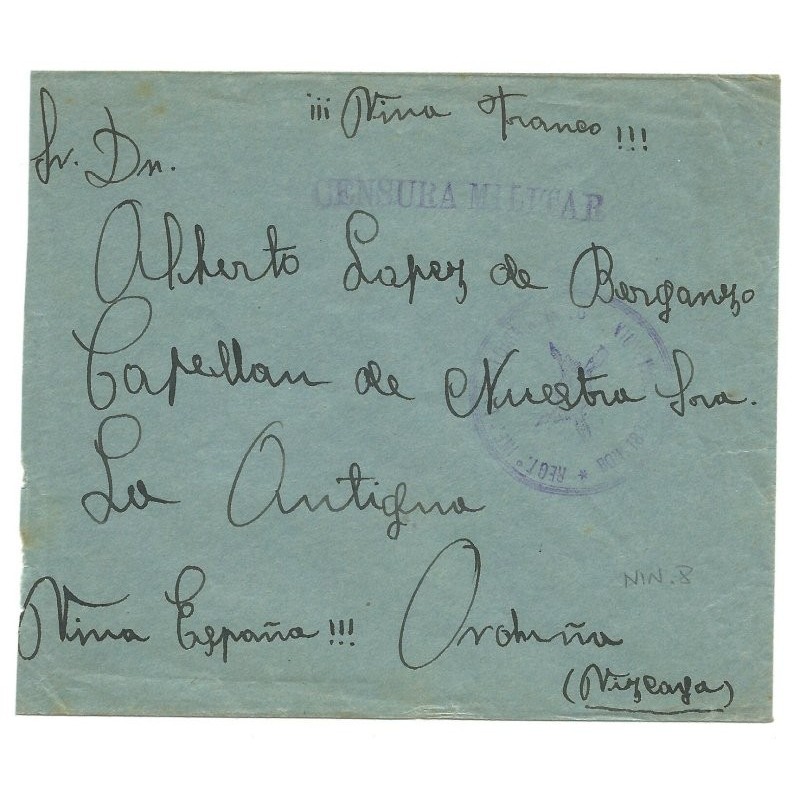 ¡¡¡ Viva Franco !!!
Sr. Dn.
CENSURA MILITAR
Alberto Lopez de Berganzo
Capellan de Nuestra Sra.
La Antigua
NIN.8
Viva España !!! Orduña
(Vizcaya)
REGT.º